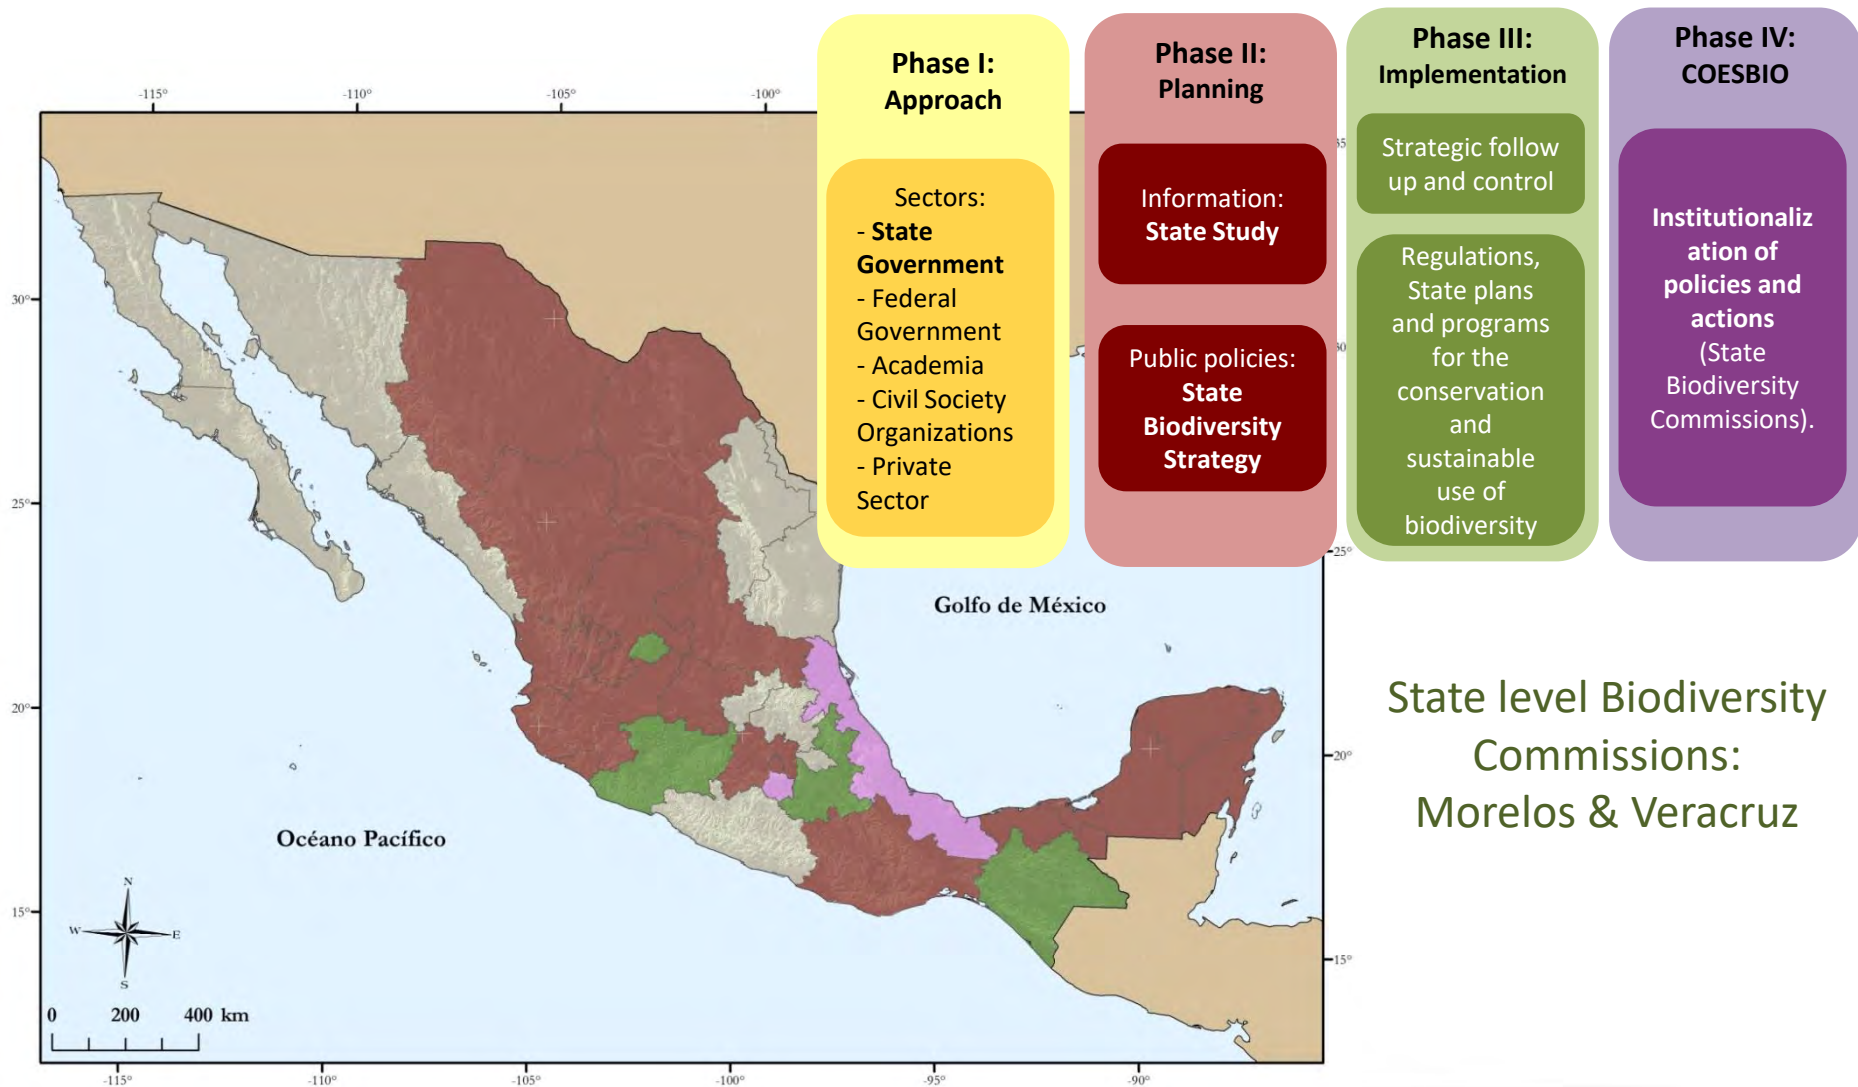 Phase I:
Approach
Sectors:
- State
Government
- Federal
Government
- Academia
- Civil Society
Organizations
- Private
Sector
Phase II:
Planning
Information:
State Study
Public policies:
State
Biodiversity
Strategy
Phase III:
Implementation
Strategic follow
up and control
Regulations,
State plans
and programs
for the
conservation
and
sustainable
use of
biodiversity
Phase IV:
COESBIO
Institutionaliz
ation of
policies and
actions
(State
Biodiversity
Commissions).
-115°
-110°
-105°
-100°
30°
25°
20°
15°
35
30
25°
20°
15°
Golfo de México
Océano Pacífico
N
W
E
S
0 200 400 km
-115°
-110°
-105°
-100°
-95°
-90°
State level Biodiversity
Commissions:
Morelos & Veracruz